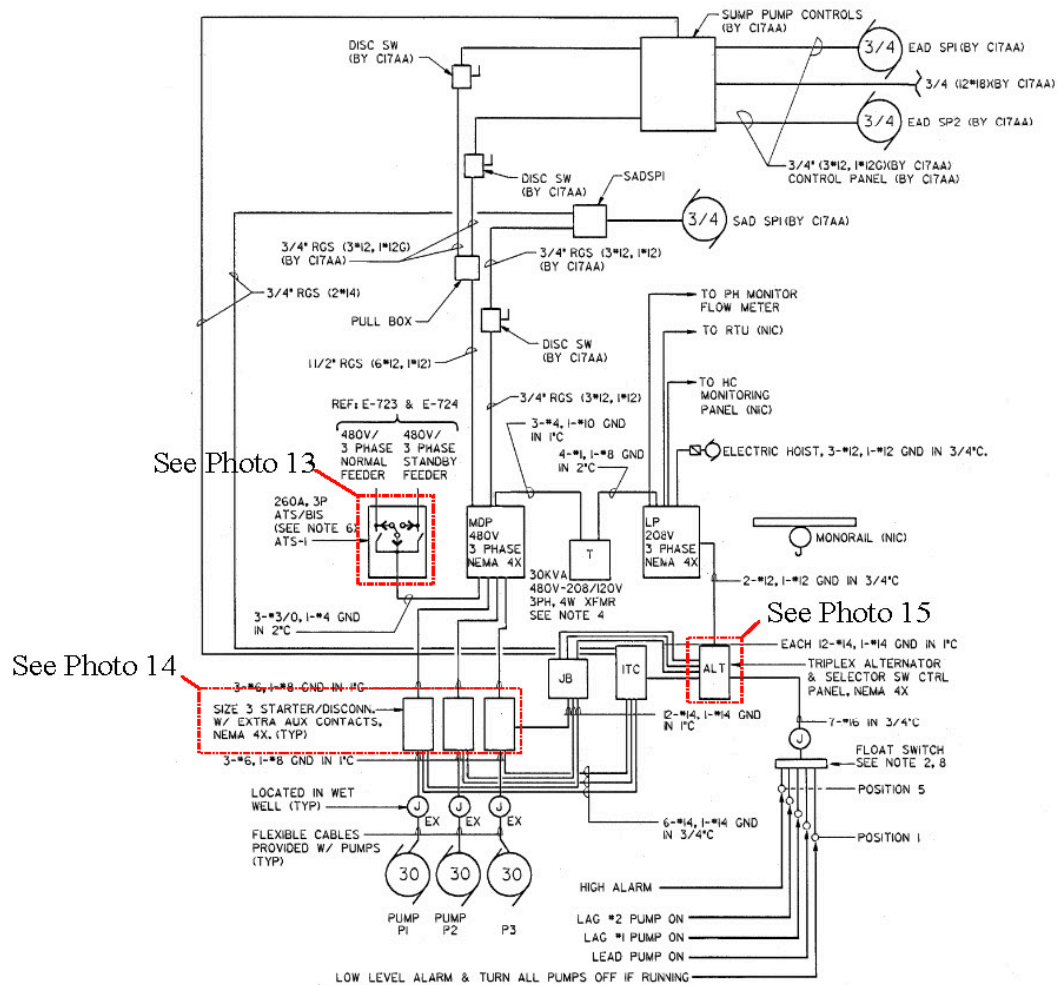 SUMP PUMP CONTROLS
(BY C17AA)
DISC SW
(BY C17AA)
3/4
EAD SP1(BY C17AA)
3/4 (12#18)(BY C17AA)
3/4
EAD SP2 (BY C17AA)
3/4" (3#12, 1#12G)(BY C17AA)
CONTROL PANEL (BY C17AA)
DISC SW
(BY C17AA)
SADSP1
3/4
SAD SP1(BY C17AA)
3/4" RGS (3#12, 1#12G)
(BY C17AA)
3/4" RGS (3#12, 1#12)
(BY C17AA)
3/4" RGS (2#14)
PULL BOX
TO PH MONITOR
FLOW METER
TO RTU (NIC)
DISC SW
(BY C17AA)
1 1/2" RGS (6#12, 1#12)
TO HC
MONITORING
PANEL (NIC)
3/4" RGS (3#12, 1#12)
REF: E-723 & E-724
3-#4, 1-#10 GND
IN 1"C
480V/
3 PHASE
NORMAL
FEEDER
480V/
3 PHASE
STANDBY
FEEDER
4-#1, 1-#8 GND
IN 2"C
ELECTRIC HOIST, 3-#12, 1-#12 GND IN 3/4"C.
See Photo 13
260A, 3P
ATS/BIS
(SEE NOTE 6)
ATS-1
MDP
480V
3 PHASE
NEMA 4X
T
LP
208V
3 PHASE
NEMA 4X
MONORAIL (NIC)
30KVA
480V-208/120V
3PH, 4W XFMR
SEE NOTE 4
2-#12, 1-#12 GND IN 3/4"C
3-#3/0, 1-#4 GND
IN 2"C
See Photo 15
EACH 12-#14, 1-#14 GND IN 1"C
See Photo 14
JB
ITC
ALT
TRIPLEX ALTERNATOR
& SELECTOR SW CTRL
PANEL, NEMA 4X
3-#6, 1-#8 GND IN 1"C
SIZE 3 STARTER/DISCONN.
W/ EXTRA AUX CONTACTS,
NEMA 4X. (TYP)
12-#14, 1-#14 GND
IN 1"C
7-#16 IN 3/4"C
J
3-#6, 1-#8 GND IN 1"C
FLOAT SWITCH
SEE NOTE 2, 8
LOCATED IN WET
WELL (TYP)
J
EX
J
EX
J
EX
POSITION 5
6-#14, 1-#14 GND
IN 3/4"C
FLEXIBLE CABLES
PROVIDED W/ PUMPS
(TYP)
POSITION 1
30
30
30
PUMP
P1
PUMP
P2
P3
HIGH ALARM
LAG #2 PUMP ON
LAG #1 PUMP ON
LEAD PUMP ON
LOW LEVEL ALARM & TURN ALL PUMPS OFF IF RUNNING